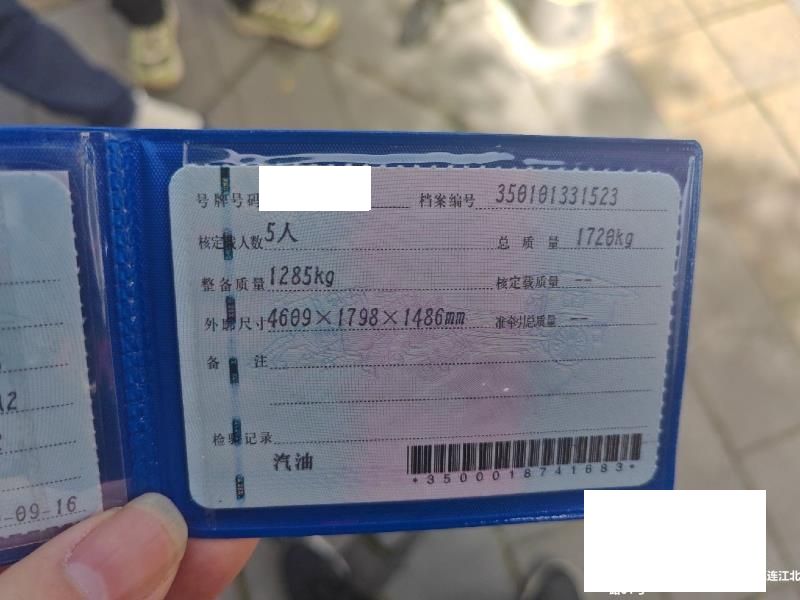 号牌号码 档案编号 350101331523
核定载人数 5人 总质量 1720kg
整备质量 1285kg 核定载质量 --
外廓尺寸 4609×1798×1486mm 准牵引总质量 --
备注
检验记录
汽油
*3500018741683*
A2
-09-16
连江北